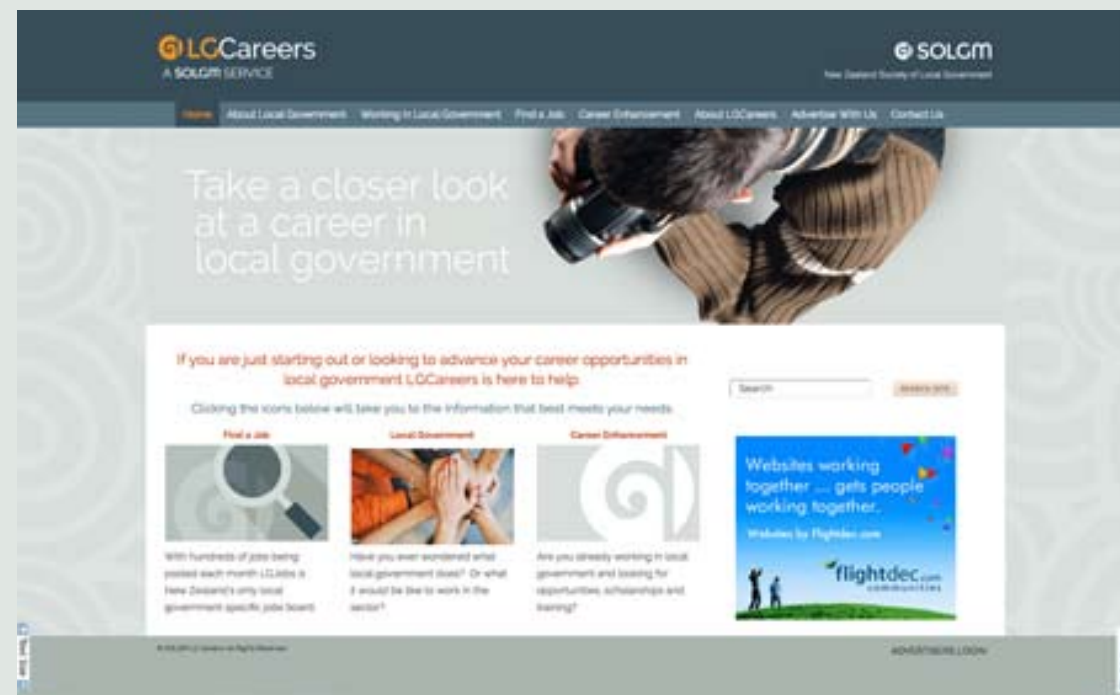 LGCareers
A SOLGM SERVICE
SOLGM
New Zealand Society of Local Government
Home About Local Government Working In Local Government Find a Job Career Enhancement About LGCareers Advertise With Us Contact Us
Take a closer look
at a career in
local government
If you are just starting out or looking to advance your career opportunities in
local government LGCareers is here to help.
Clicking the icons below will take you to the information that best meets your needs.
Find a Job
With hundreds of jobs being
posted each month LGJobs is
New Zealand's only local
government specific jobs board.
Local Government
Have you ever wondered what
local government does? Or what
it would be like to work in the
sector?
Career Enhancement
Are you already working in local
government and looking for
opportunities, scholarships and
training?
Search
Websites working
together .... gets people
working together.
Websites by flightdec.com
flightdec.com
communities
Text Size
ADVERTISERS LOGIN